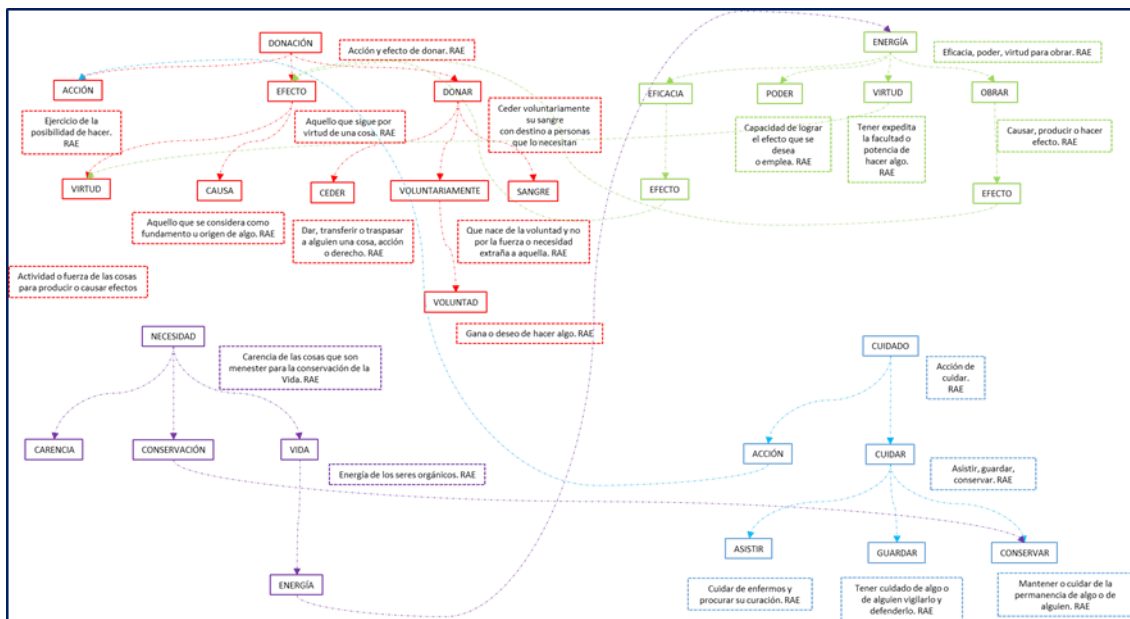 DONACIÓN
Acción y efecto de donar. RAE
ACCIÓN
EFECTO
DONAR
Ejercicio de la
posibilidad de hacer.
RAE
Aquello que sigue por
virtud de una cosa. RAE
Ceder voluntariamente
su sangre
con destino a personas
que lo necesitan
VIRTUD
CAUSA
CEDER
VOLUNTARIAMENTE
SANGRE
Aquello que se considera como
fundamento u origen de algo. RAE
Dar, transferir o traspasar
a alguien una cosa, acción
o derecho. RAE
Que nace de la voluntad y no
por la fuerza o necesidad
extraña a aquella. RAE
Actividad o fuerza de las cosas
para producir o causar efectos
VOLUNTAD
Gana o deseo de hacer algo. RAE
ENERGÍA
Eficacia, poder, virtud para obrar. RAE
EFICACIA
PODER
VIRTUD
OBRAR
Capacidad de lograr
el efecto que se
desea
o emplea. RAE
Tener expedita
la facultad o
potencia de
hacer algo.
RAE
Causar, producir o hacer
efecto. RAE
EFECTO
EFECTO
NECESIDAD
Carencia de las cosas que son
menester para la conservación de la
Vida. RAE
CARENCIA
CONSERVACIÓN
VIDA
Energía de los seres orgánicos. RAE
ENERGÍA
CUIDADO
Acción de
cuidar.
RAE
ACCIÓN
CUIDAR
Asistir, guardar,
conservar. RAE
ASISTIR
GUARDAR
CONSERVAR
Cuidar de enfermos y
procurar su curación. RAE
Tener cuidado de algo o
de alguien vigilarlo y
defenderlo. RAE
Mantener o cuidar de la
permanencia de algo o de
alguien. RAE